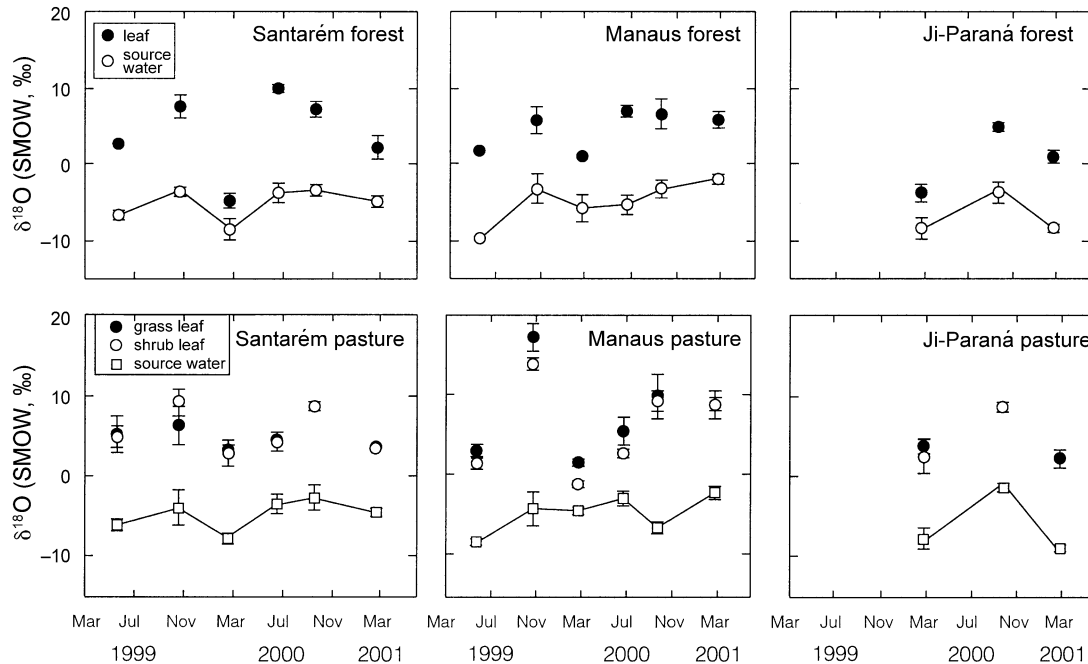 Santarém forest
leaf
source
water
Manaus forest
Ji-Paraná forest
20
10
0
−10
δ18O (SMOW, ‰)
Santarém pasture
grass leaf
shrub leaf
source water
Manaus pasture
Ji-Paraná pasture
20
10
0
−10
δ18O (SMOW, ‰)
Mar Jul Nov Mar Jul Nov Mar
1999 2000 2001
Mar Jul Nov Mar Jul Nov Mar
1999 2000 2001
Mar Jul Nov Mar Jul Nov Mar
1999 2000 2001